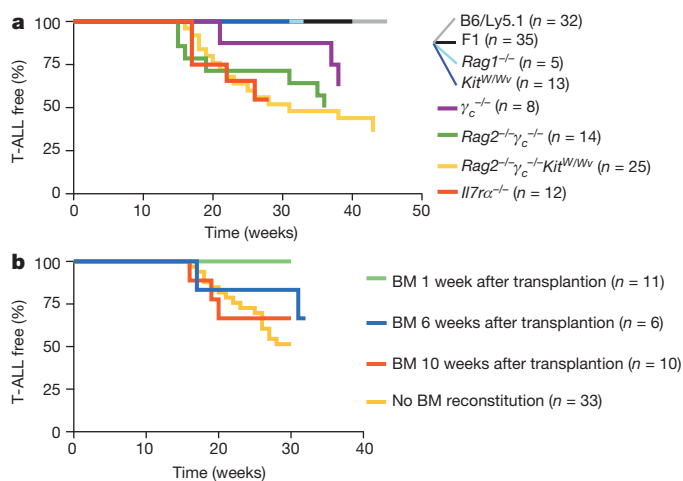 a
T-ALL free (%)
100
75
50
25
0
0 10 20 30 40 50
Time (weeks)
B6/Ly5.1 (n = 32)
F1 (n = 35)
Rag1–/– (n = 5)
KitW/Wv (n = 13)
γc–/– (n = 8)
Rag2–/–γc–/– (n = 14)
Rag2–/–γc–/–KitW/Wv (n = 25)
Il7rα–/– (n = 12)
b
T-ALL free (%)
100
75
50
25
0
0 10 20 30 40
Time (weeks)
BM 1 week after transplantion (n = 11)
BM 6 weeks after transplantion (n = 6)
BM 10 weeks after transplantion (n = 10)
No BM reconstitution (n = 33)